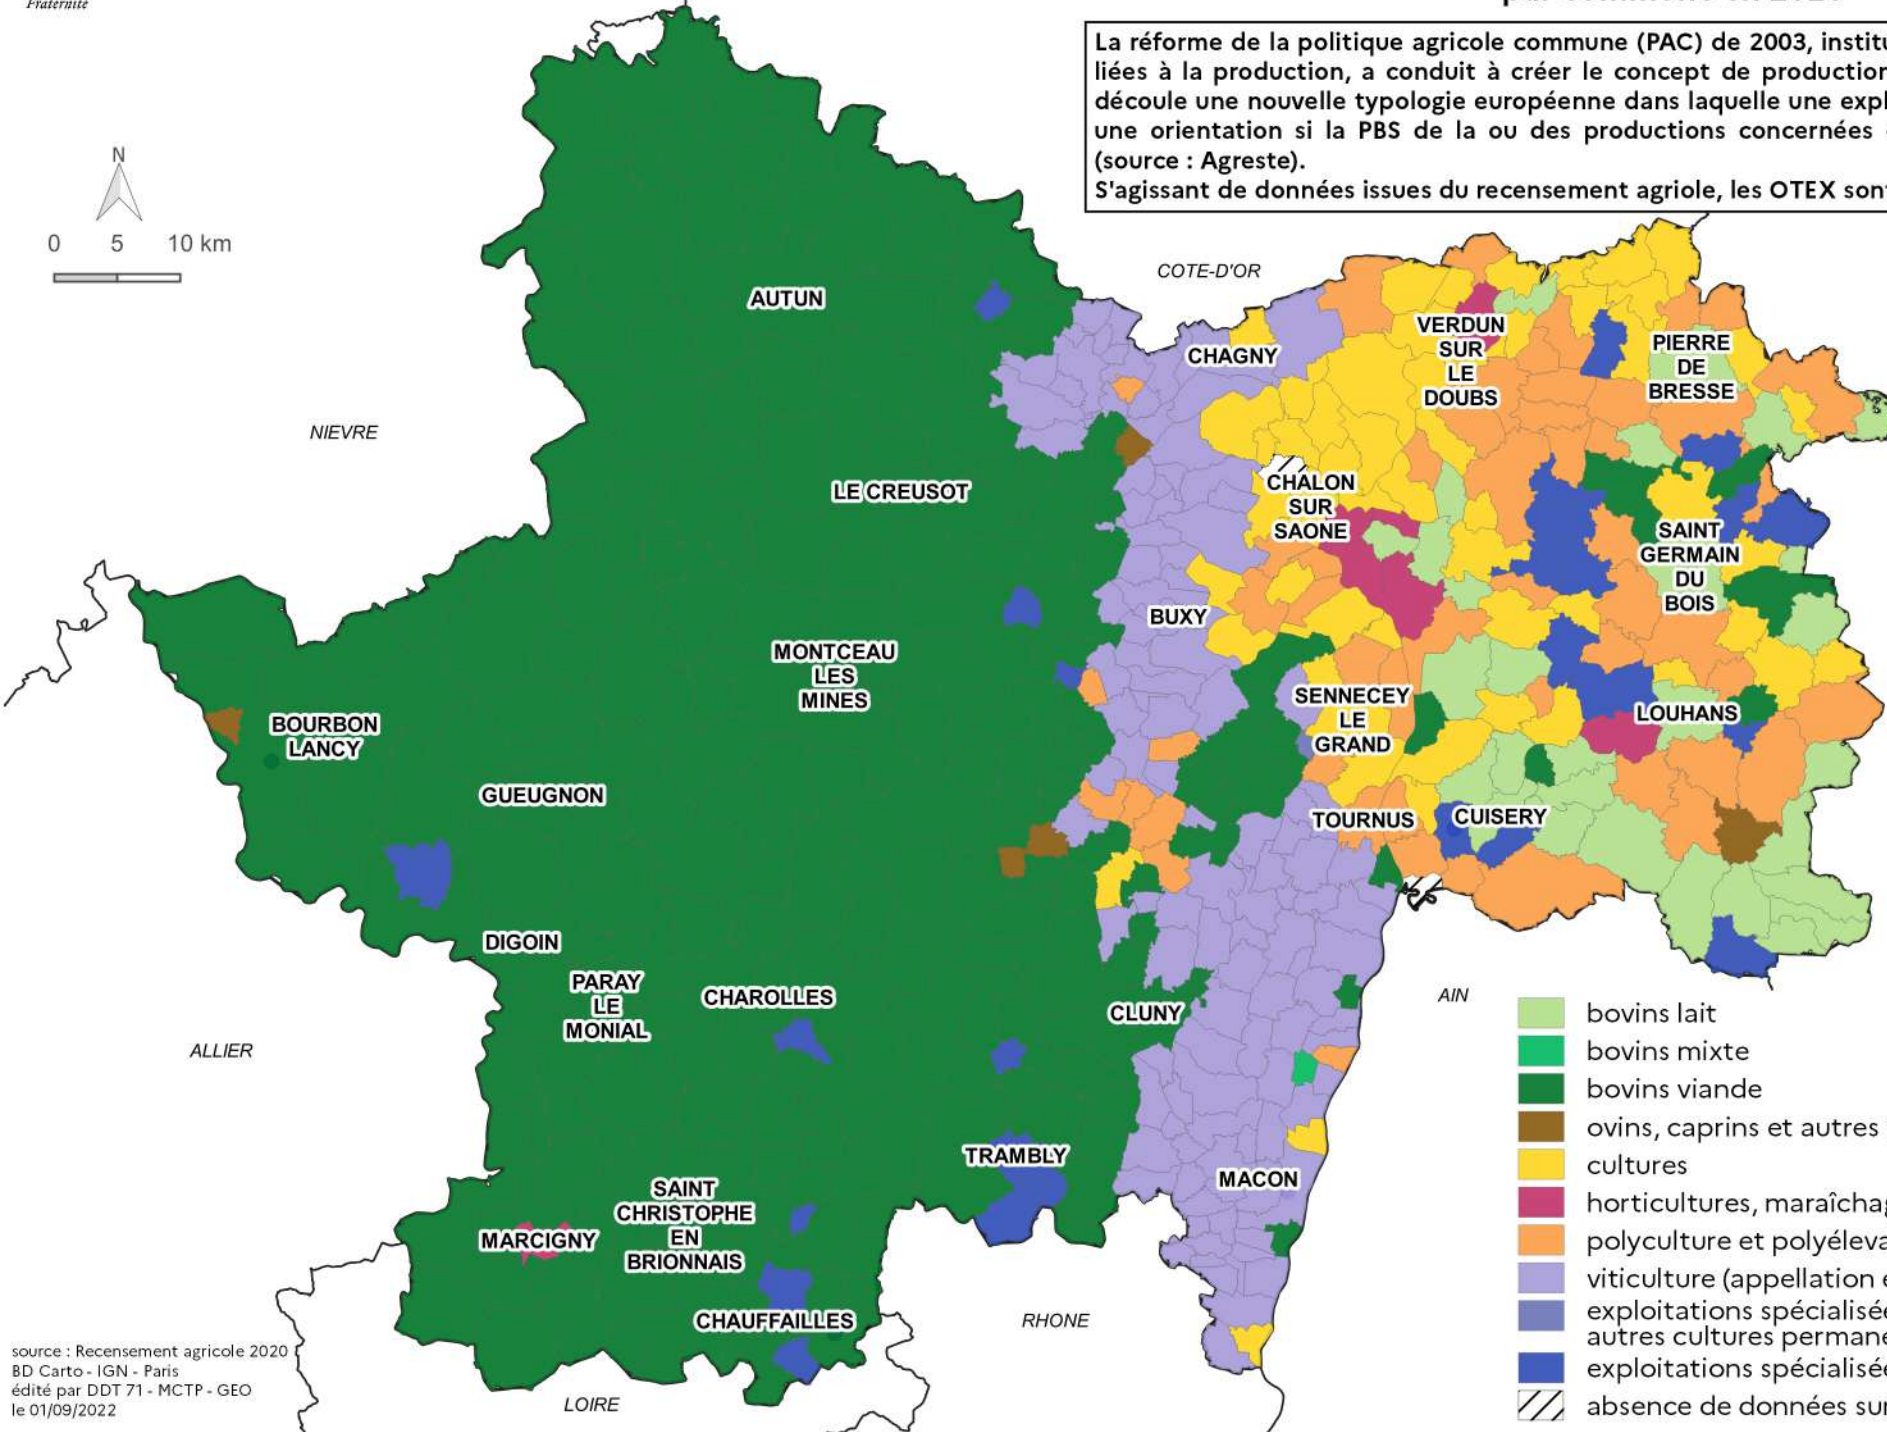 Fraternité
La réforme de la politique agricole commune (PAC) de 2003, institu
liées à la production, a conduit à créer le concept de production
découle une nouvelle typologie européenne dans laquelle une expl
une orientation si la PBS de la ou des productions concernées
(source : Agreste).
S'agissant de données issues du recensement agriole, les OTEX son
N
0 5 10 km
COTE-D'OR
AUTUN
CHAGNY
VERDUN
SUR
LE
DOUBS
PIERRE
DE
BRESSE
NIEVRE
LE CREUSOT
CHALON
SUR
SAONE
SAINT
GERMAIN
DU
BOIS
BUXY
MONTCEAU
LES
MINES
SENNECEY
LE
GRAND
LOUHANS
BOURBON
LANCY
GUEUGNON
TOURNUS
CUISERY
DIGOIN
PARAY
LE
MONIAL
CHAROLLES
CLUNY
AIN
ALLIER
TRAMBLY
MACON
SAINT
CHRISTOPHE
EN
BRIONNAIS
MARCIGNY
CHAUFFAILLES
RHONE
LOIRE
bovins lait
bovins mixte
bovins viande
ovins, caprins et autres
cultures
horticultures, maraîchag
polyculture et polyéleva
viticulture (appellation e
exploitations spécialisée
autres cultures permane
exploitations spécialisée
absence de données sur
source : Recensement agricole 2020
BD Carto - IGN - Paris
édité par DDT 71 - MCTP - GEO
le 01/09/2022